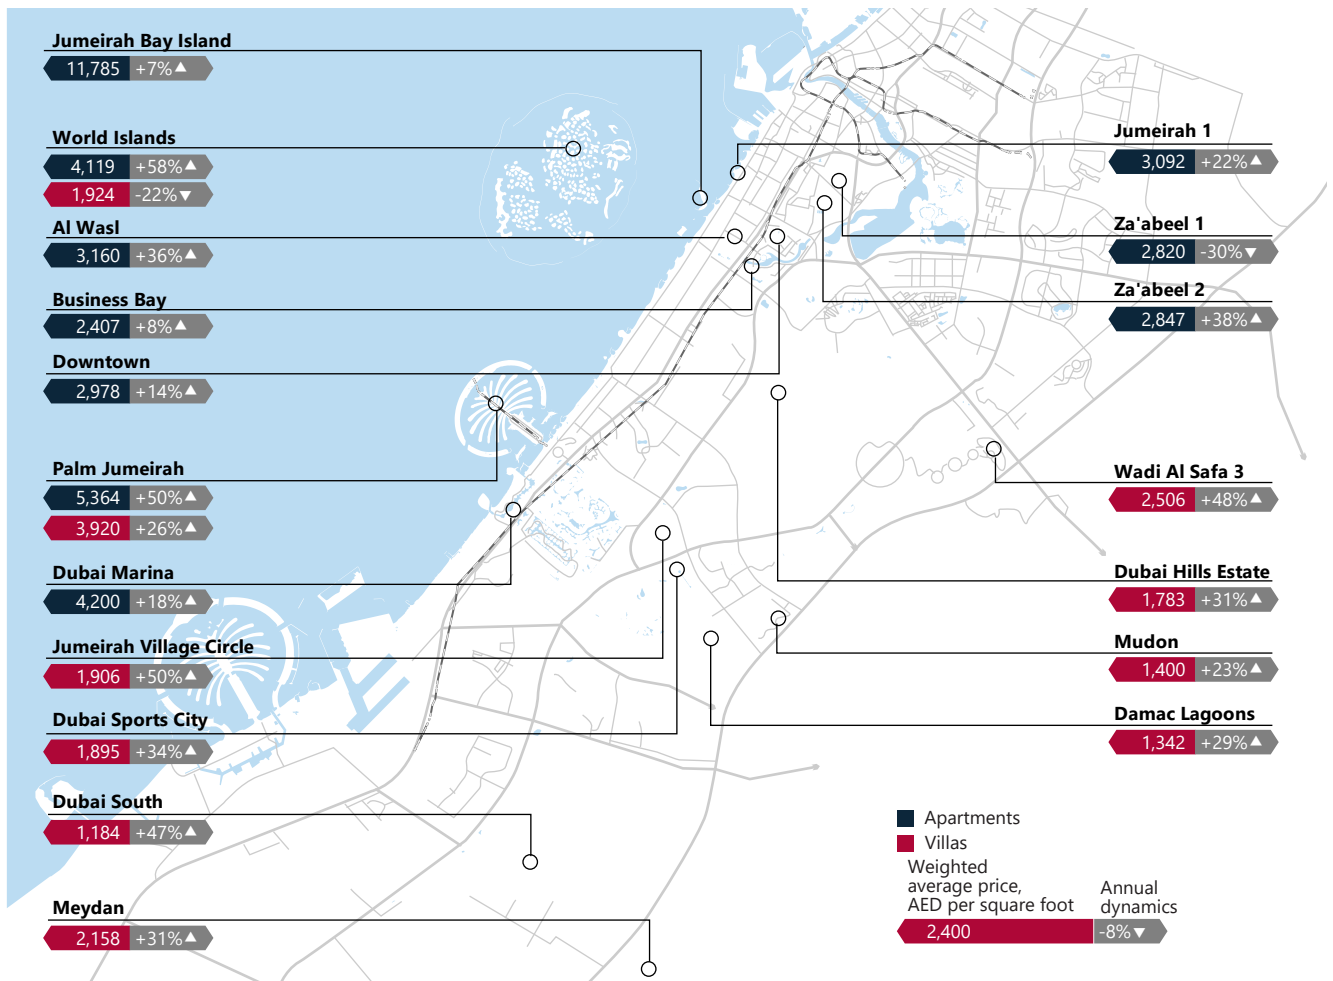 Jumeirah Bay Island
11,785 +7%▲
World Islands
4,119 +58%▲
1,924 -22%▼
Al Wasl
3,160 +36%▲
Business Bay
2,407 +8%▲
Downtown
2,978 +14%▲
Palm Jumeirah
5,364 +50%▲
3,920 +26%▲
Dubai Marina
4,200 +18%▲
Jumeirah Village Circle
1,906 +50%▲
Dubai Sports City
1,895 +34%▲
Dubai South
1,184 +47%▲
Meydan
2,158 +31%▲
Jumeirah 1
3,092 +22%▲
Za'abeel 1
2,820 -30%▼
Za'abeel 2
2,847 +38%▲
Wadi Al Safa 3
2,506 +48%▲
Dubai Hills Estate
1,783 +31%▲
Mudon
1,400 +23%▲
Damac Lagoons
1,342 +29%▲
Apartments
Villas
Weighted
average price,
AED per square foot
Annual
dynamics
2,400 -8%▼